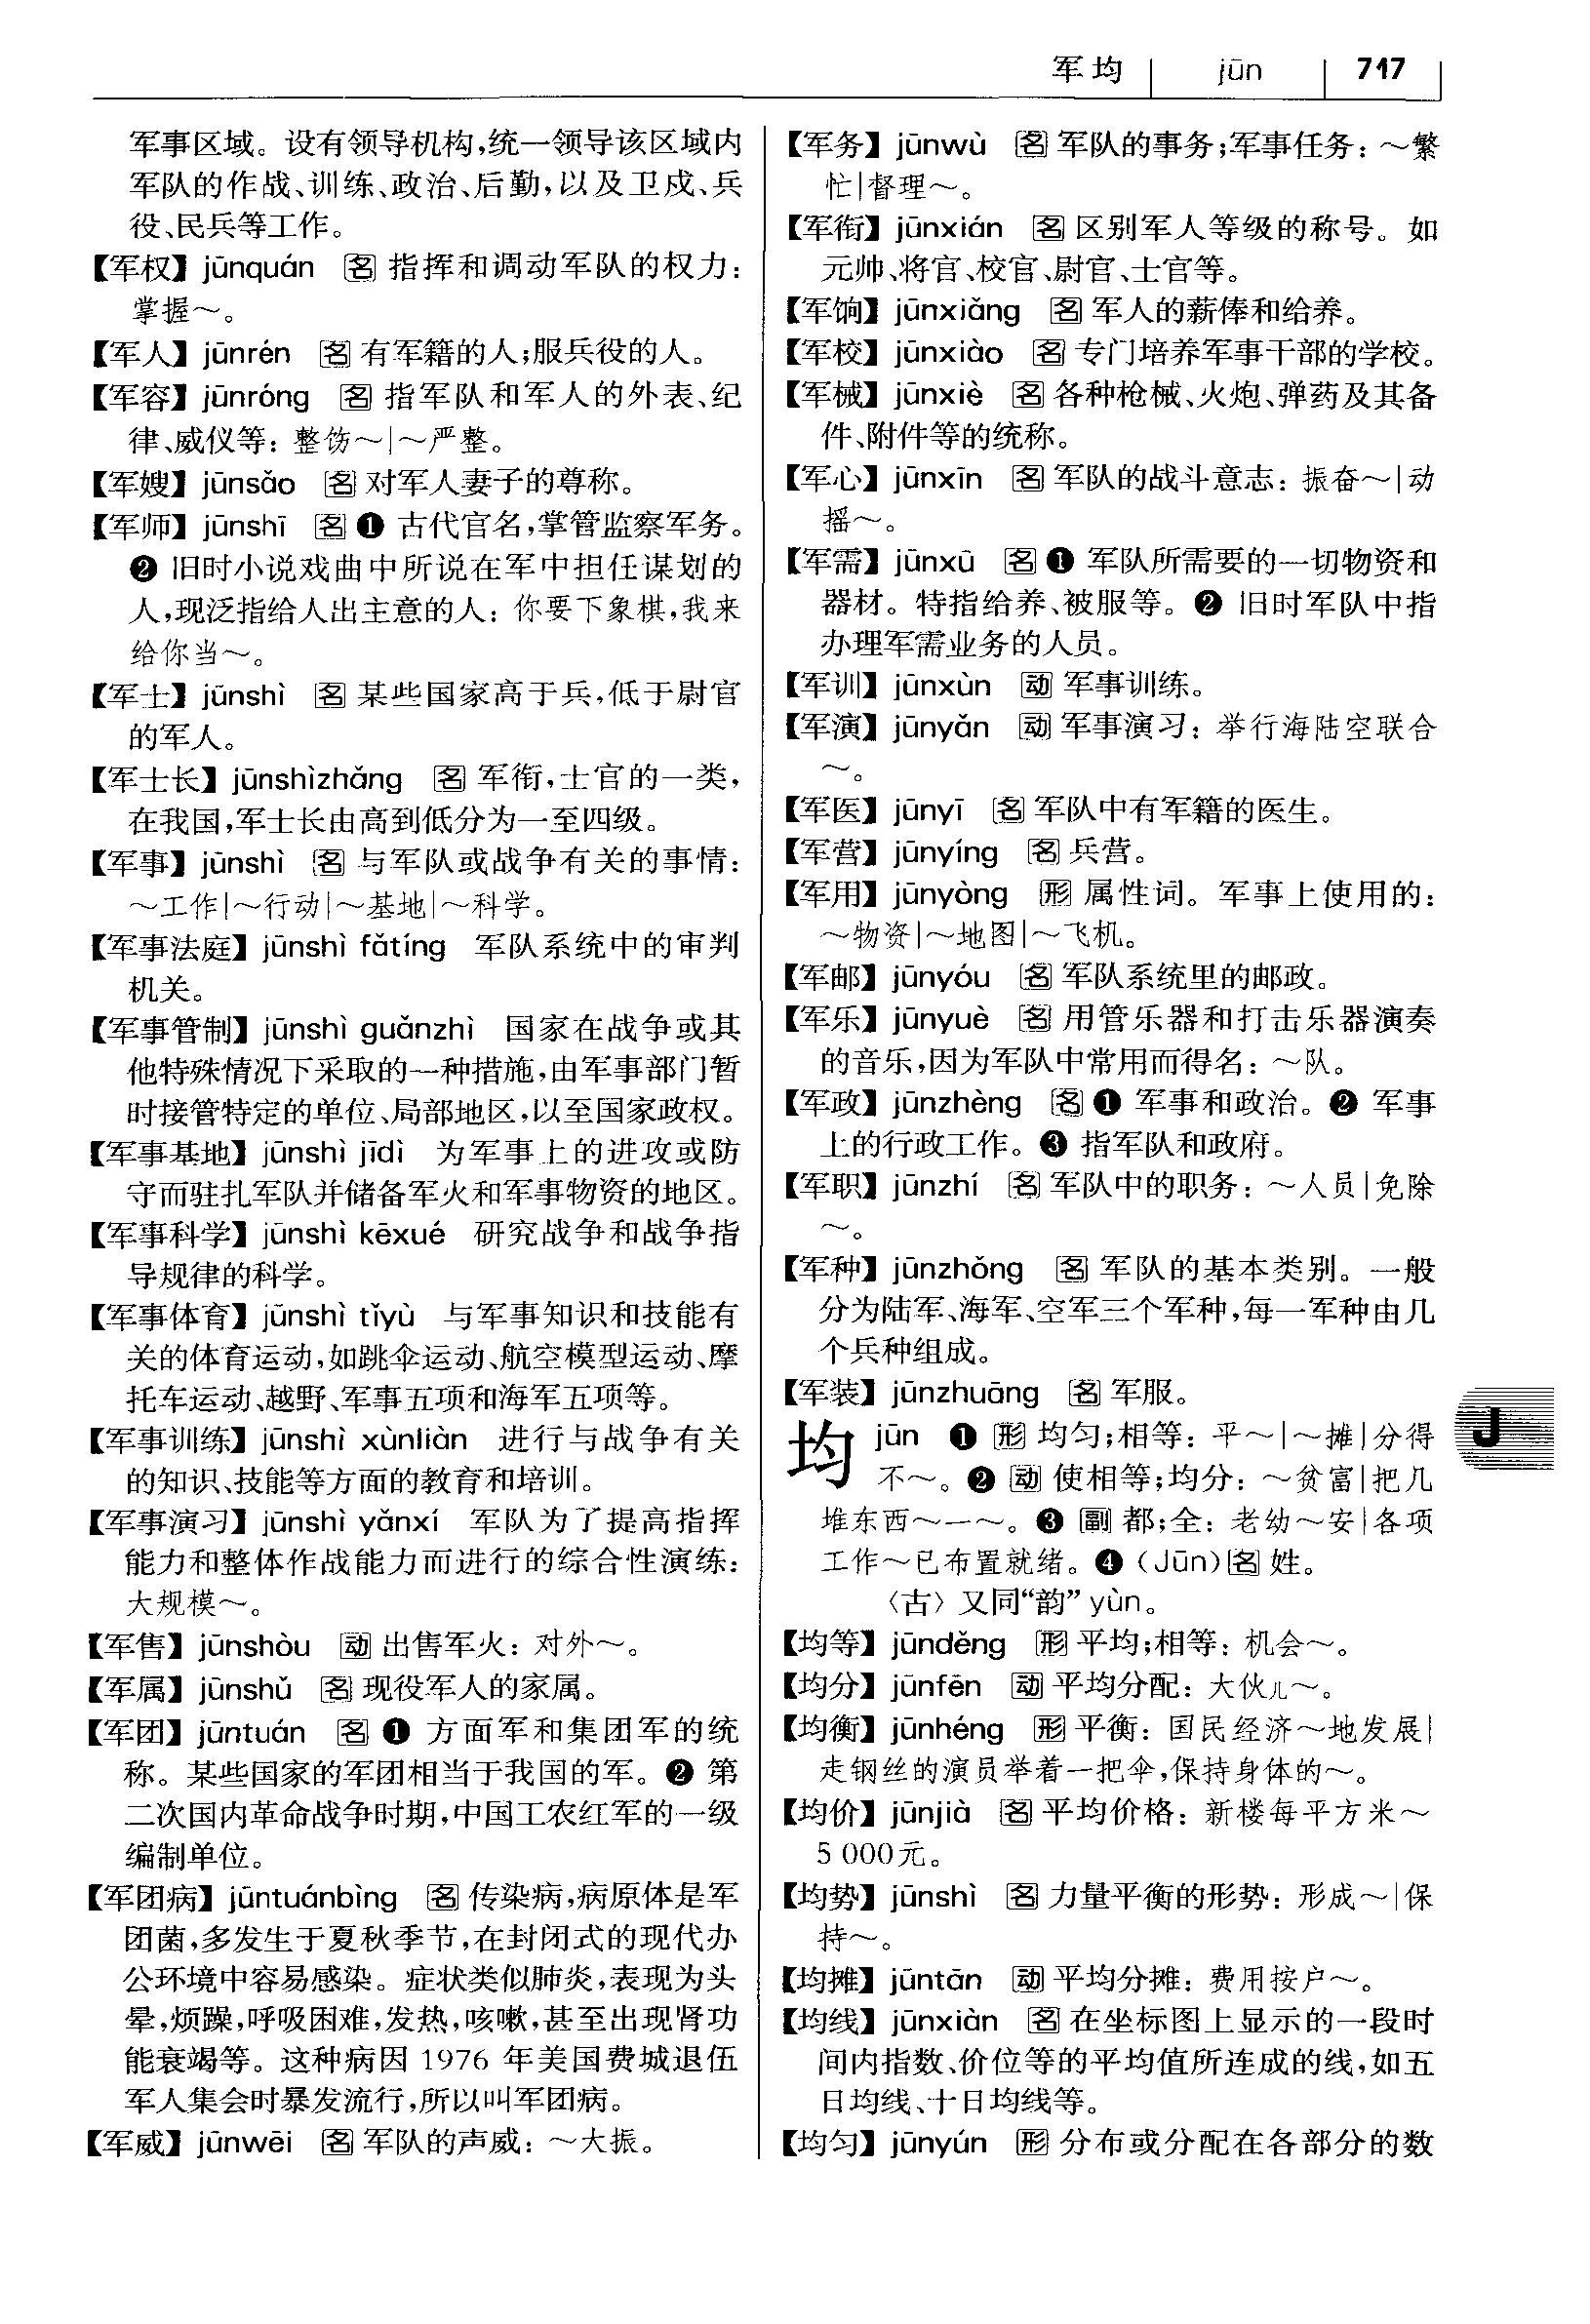 军均 jūn 717
军事区域。设有领导机构,统一领导该区域内
军队的作战、训练、政治、后勤,以及卫戍、兵
役、民兵等工作。
【军权】jūnquán 名 指挥和调动军队的权力:
掌握～。
【军人】jūnrén 名 有军籍的人;服兵役的人。
【军容】jūnróng 名 指军队和军人的外表、纪
律、威仪等:整饬～|～严整。
【军嫂】jūnsǎo 名 对军人妻子的尊称。
【军师】jūnshī 名 ❶ 古代官名,掌管监察军务。
❷ 旧时小说戏曲中所说在军中担任谋划的
人,现泛指给人出主意的人:你要下象棋,我来
给你当～。
【军士】jūnshì 名 某些国家高于兵,低于尉官
的军人。
【军士长】jūnshìzhǎng 名 军衔,士官的一类,
在我国,军士长由高到低分为一至四级。
【军事】jūnshì 名 与军队或战争有关的事情:
～工作|～行动|～基地|～科学。
【军事法庭】jūnshì fǎtíng 军队系统中的审判
机关。
【军事管制】jūnshì guǎnzhì 国家在战争或其
他特殊情况下采取的一种措施,由军事部门暂
时接管特定的单位、局部地区,以至国家政权。
【军事基地】jūnshì jīdì 为军事上的进攻或防
守而驻扎军队并储备军火和军事物资的地区。
【军事科学】jūnshì kēxué 研究战争和战争指
导规律的科学。
【军事体育】jūnshì tǐyù 与军事知识和技能有
关的体育运动,如跳伞运动、航空模型运动、摩
托车运动、越野、军事五项和海军五项等。
【军事训练】jūnshì xùnliàn 进行与战争有关
的知识、技能等方面的教育和培训。
【军事演习】jūnshì yǎnxí 军队为了提高指挥
能力和整体作战能力而进行的综合性演练:
大规模～。
【军售】jūnshòu 动 出售军火:对外～。
【军属】jūnshǔ 名 现役军人的家属。
【军团】jūntuán 名 ❶ 方面军和集团军的统
称。某些国家的军团相当于我国的军。❷ 第
二次国内革命战争时期,中国工农红军的一级
编制单位。
【军团病】jūntuánbìng 名 传染病,病原体是军
团菌,多发生于夏秋季节,在封闭式的现代办
公环境中容易感染。症状类似肺炎,表现为头
晕,烦躁,呼吸困难,发热,咳嗽,甚至出现肾功
能衰竭等。这种病因 1976 年美国费城退伍
军人集会时暴发流行,所以叫军团病。
【军威】jūnwēi 名 军队的声威:～大振。
【军务】jūnwù 名 军队的事务;军事任务:～繁
忙|督理～。
【军衔】jūnxián 名 区别军人等级的称号。如
元帅、将官、校官、尉官、士官等。
【军饷】jūnxiǎng 名 军人的薪俸和给养。
【军校】jūnxiào 名 专门培养军事干部的学校。
【军械】jūnxiè 名 各种枪械、火炮、弹药及其备
件、附件等的统称。
【军心】jūnxīn 名 军队的战斗意志:振奋～|动
摇～。
【军需】jūnxū 名 ❶ 军队所需要的一切物资和
器材。特指给养、被服等。❷ 旧时军队中指
办理军需业务的人员。
【军训】jūnxùn 动 军事训练。
【军演】jūnyǎn 动 军事演习:举行海陆空联合
～。
【军医】jūnyī 名 军队中有军籍的医生。
【军营】jūnyíng 名 兵营。
【军用】jūnyòng 形 属性词。军事上使用的:
～物资|～地图|～飞机。
【军邮】jūnyóu 名 军队系统里的邮政。
【军乐】jūnyuè 名 用管乐器和打击乐器演奏
的音乐,因为军队中常用而得名:～队。
【军政】jūnzhèng 名 ❶ 军事和政治。❷ 军事
上的行政工作。❸ 指军队和政府。
【军职】jūnzhí 名 军队中的职务:～人员|免除
～。
【军种】jūnzhǒng 名 军队的基本类别。一般
分为陆军、海军、空军三个军种,每一军种由几
个兵种组成。
【军装】jūnzhuāng 名 军服。
均 jūn ❶ 形 均匀;相等:平～|～摊|分得
不～。❷ 动 使相等;均分:～贫富|把几
堆东西～一～。❸ 副 都;全:老幼～安|各项
工作～已布置就绪。❹ (Jūn)名 姓。
〈古〉又同“韵” yùn。
【均等】jūnděng 形 平均;相等:机会～。
【均分】jūnfēn 动 平均分配:大伙儿～。
【均衡】jūnhéng 形 平衡:国民经济～地发展|
走钢丝的演员举着一把伞,保持身体的～。
【均价】jūnjià 名 平均价格:新楼每平方米～
5 000元。
【均势】jūnshì 名 力量平衡的形势:形成～|保
持～。
【均摊】jūntān 动 平均分摊:费用按户～。
【均线】jūnxiàn 名 在坐标图上显示的一段时
间内指数、价位等的平均值所连成的线,如五
日均线、十日均线等。
【均匀】jūnyún 形 分布或分配在各部分的数
J